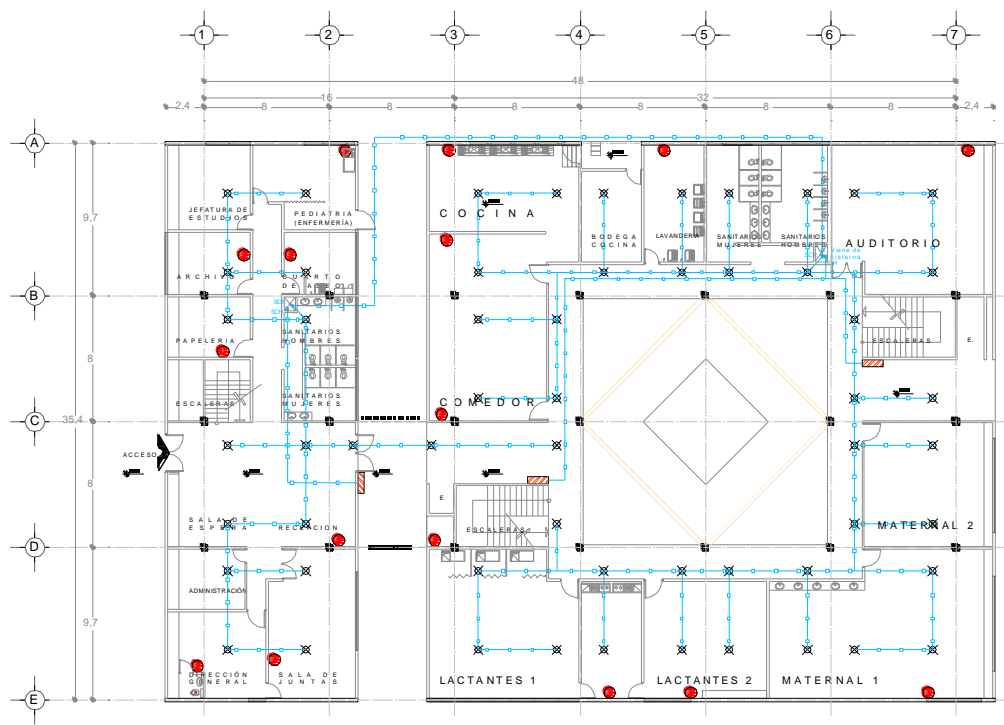 1 2 3 4 5 6 7
48
16 32
2,4 8 8 8 8 8 8 2,4
A
9,7
JEFATURA DE
ESTUDIOS
PEDIATRIA
(ENFERMERÍA)
COCINA
BODEGA
COCINA
LAVANDERIA
SANITARIOS
MUJERES
SANITARIOS
HOMBRES
AUDITORIO
Viene de
cisterna
ARCHIVO
CUARTO
DE ASEO
B
SANITARIOS
HOMBRES
PAPELERIA
ESCALERAS
E.
8
35,4
ESCALERAS
SANITARIOS
MUJERES
COMEDOR
C
ACCESO
8
E.
SALA DE
ESPERA
RECEPCION
ESCALERAS
MATERNAL 2
D
ADMINISTRACIÓN
9,7
DIRECCIÓN
GENERAL
SALA DE
JUNTAS
LACTANTES 1
LACTANTES 2
MATERNAL 1
E